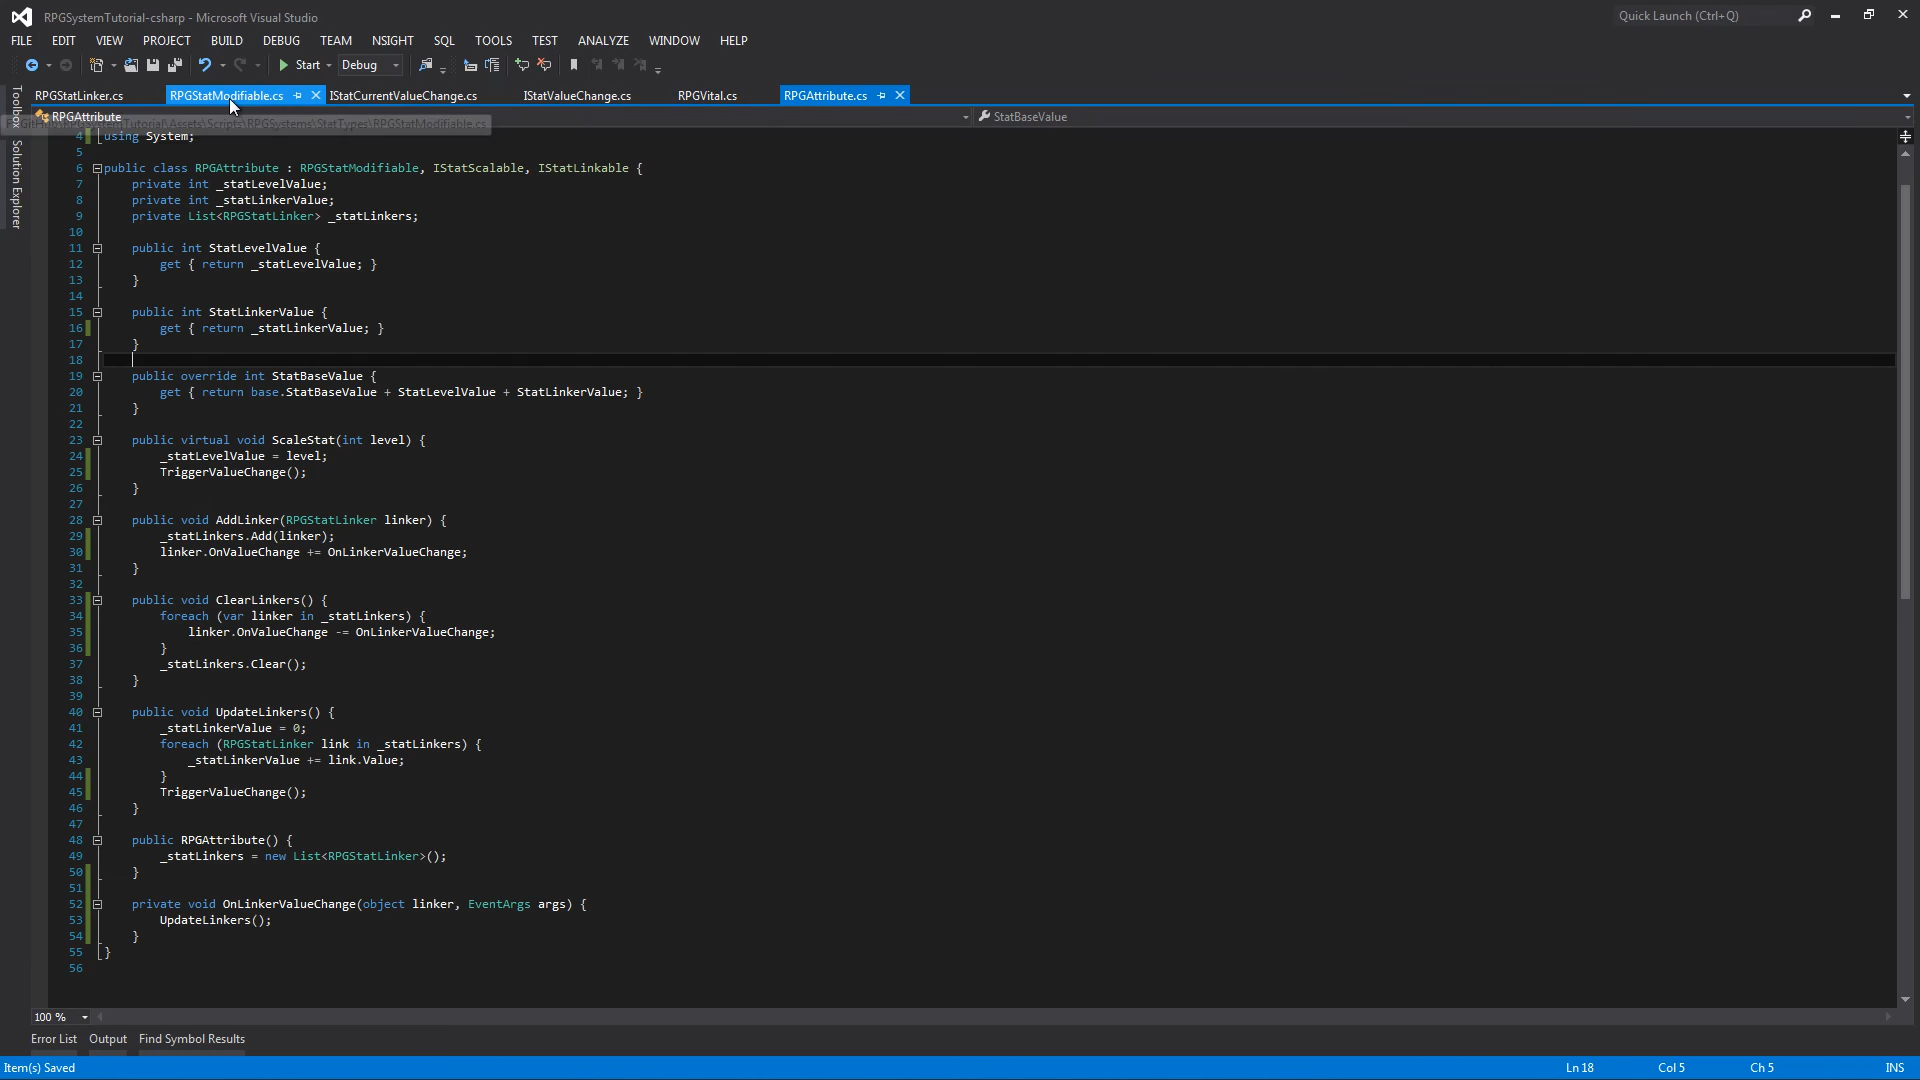 RPGSystemTutorial-csharp - Microsoft Visual Studio
Quick Launch (Ctrl+Q)
FILE EDIT VIEW PROJECT BUILD DEBUG TEAM NSIGHT SQL TOOLS TEST ANALYZE WINDOW HELP
Start Debug
RPGStatLinker.cs RPGStatModifiable.cs IStatCurrentValueChange.cs IStatValueChange.cs RPGVital.cs RPGAttribute.cs
RPGAttribute StatBaseValue
Toolbox
Solution Explorer
4 using System;
5
6 public class RPGAttribute : RPGStatModifiable, IStatScalable, IStatLinkable {
7 private int _statLevelValue;
8 private int _statLinkerValue;
9 private List<RPGStatLinker> _statLinkers;
10
11 public int StatLevelValue {
12 get { return _statLevelValue; }
13 }
14
15 public int StatLinkerValue {
16 get { return _statLinkerValue; }
17 }
18
19 public override int StatBaseValue {
20 get { return base.StatBaseValue + StatLevelValue + StatLinkerValue; }
21 }
22
23 public virtual void ScaleStat(int level) {
24 _statLevelValue = level;
25 TriggerValueChange();
26 }
27
28 public void AddLinker(RPGStatLinker linker) {
29 _statLinkers.Add(linker);
30 linker.OnValueChange += OnLinkerValueChange;
31 }
32
33 public void ClearLinkers() {
34 foreach (var linker in _statLinkers) {
35 linker.OnValueChange -= OnLinkerValueChange;
36 }
37 _statLinkers.Clear();
38 }
39
40 public void UpdateLinkers() {
41 _statLinkerValue = 0;
42 foreach (RPGStatLinker link in _statLinkers) {
43 _statLinkerValue += link.Value;
44 }
45 TriggerValueChange();
46 }
47
48 public RPGAttribute() {
49 _statLinkers = new List<RPGStatLinker>();
50 }
51
52 private void OnLinkerValueChange(object linker, EventArgs args) {
53 UpdateLinkers();
54 }
55 }
56
100 %
Error List Output Find Symbol Results
Item(s) Saved Ln 18 Col 5 Ch 5 INS